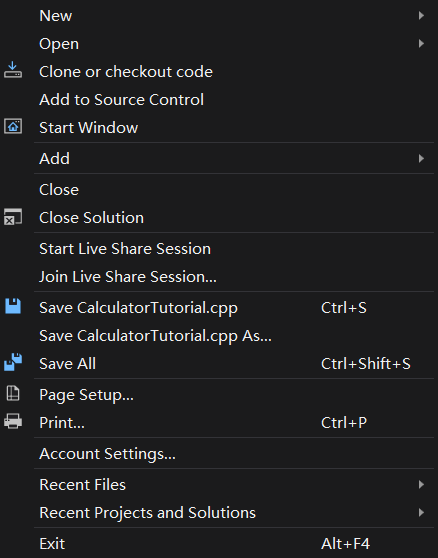 New
Open
Clone or checkout code
Add to Source Control
Start Window
Add
Close
Close Solution
Start Live Share Session
Join Live Share Session...
Save CalculatorTutorial.cpp Ctrl+S
Save CalculatorTutorial.cpp As...
Save All Ctrl+Shift+S
Page Setup...
Print... Ctrl+P
Account Settings...
Recent Files
Recent Projects and Solutions
Exit Alt+F4